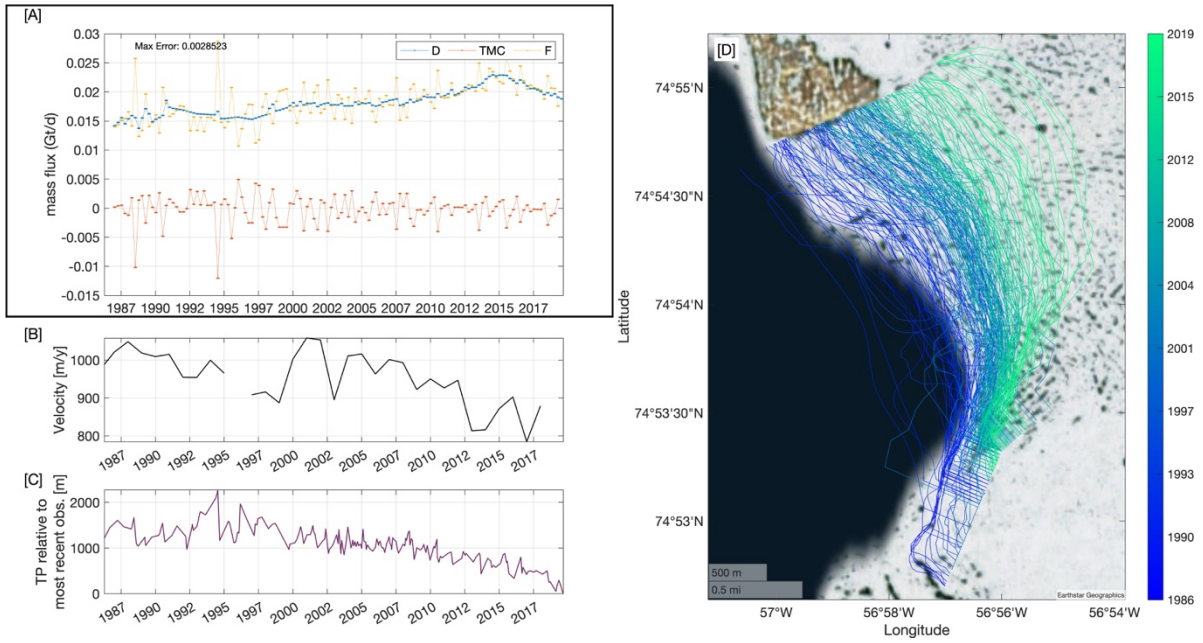 [A]
Max Error: 0.0028523
D TMC F
0.03
0.025
0.02
0.015
0.01
0.005
0
-0.005
-0.01
-0.015
mass flux (Gt/d)
1987 1990 1992 1995 1997 2000 2002 2005 2007 2010 2012 2015 2017
[B]
1000
900
800
Velocity [m/y]
1987 1990 1992 1995 1997 2000 2002 2005 2007 2010 2012 2015 2017
[C]
2000
1000
0
TP relative to
most recent obs. [m]
1987 1990 1992 1995 1997 2000 2002 2005 2007 2010 2012 2015 2017
[D]
74°55'N
74°54'30"N
74°54'N
74°53'30"N
74°53'N
Latitude
500 m
0.5 mi
Earthstar Geographics
57°W 56°58'W 56°56'W 56°54'W
Longitude
2019
2015
2012
2008
2004
2001
1997
1993
1990
1986